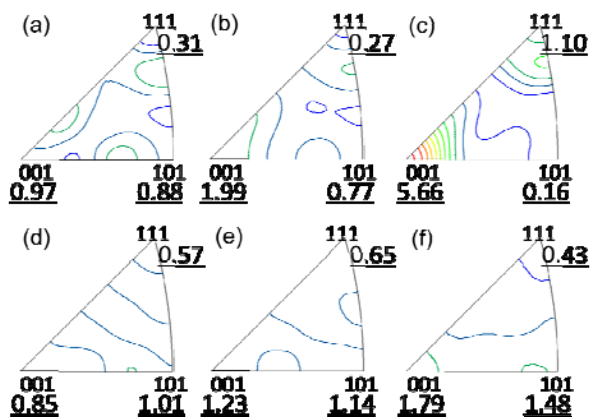 (a) 111 (b) 111 (c) 111
0.31 0.27 1.10
001 101 001 101 001 101
0.97 0.88 1.99 0.77 5.66 0.16
(d) 111 (e) 111 (f) 111
0.57 0.65 0.43
001 101 001 101 001 101
0.85 1.01 1.23 1.14 1.79 1.48